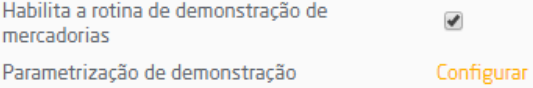 Habilita a rotina de demonstração de
mercadorias
Parametrização de demonstração Configurar